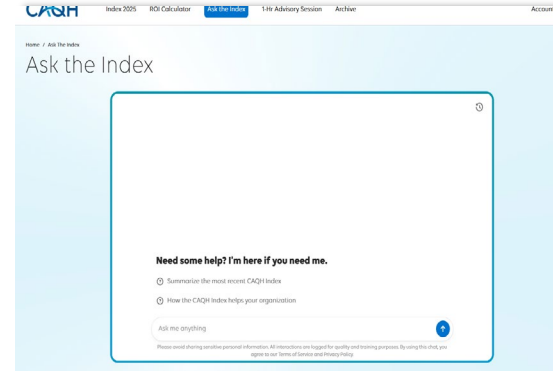 CAQH
Index 2025 ROI Calculator Ask the Index 1-Hr Advisory Session Archive Account
Home / Ask The Index
Ask the Index
Need some help? I'm here if you need me.
Summarize the most recent CAQH Index
How the CAQH Index helps your organization
Ask me anything
Please avoid sharing sensitive personal information. All interactions are logged for quality and training purposes. By using this chat, you
agree to our Terms of Service and Privacy Policy.